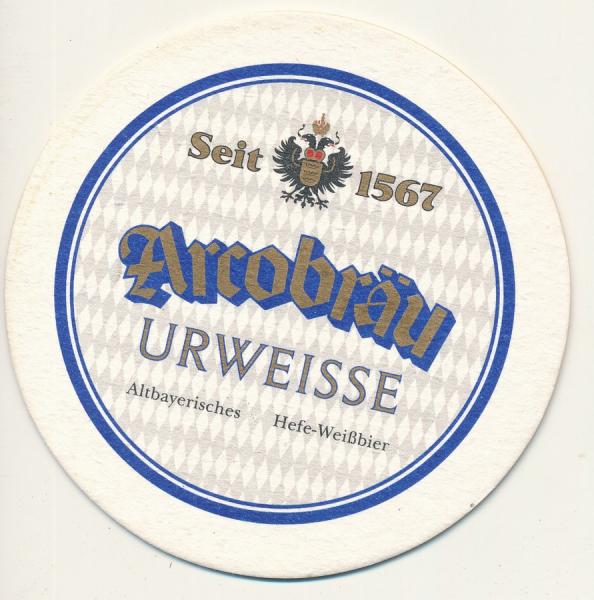 Seit 1567
Arcobräu
URWEISSE
Altbayerisches Hefe-Weißbier